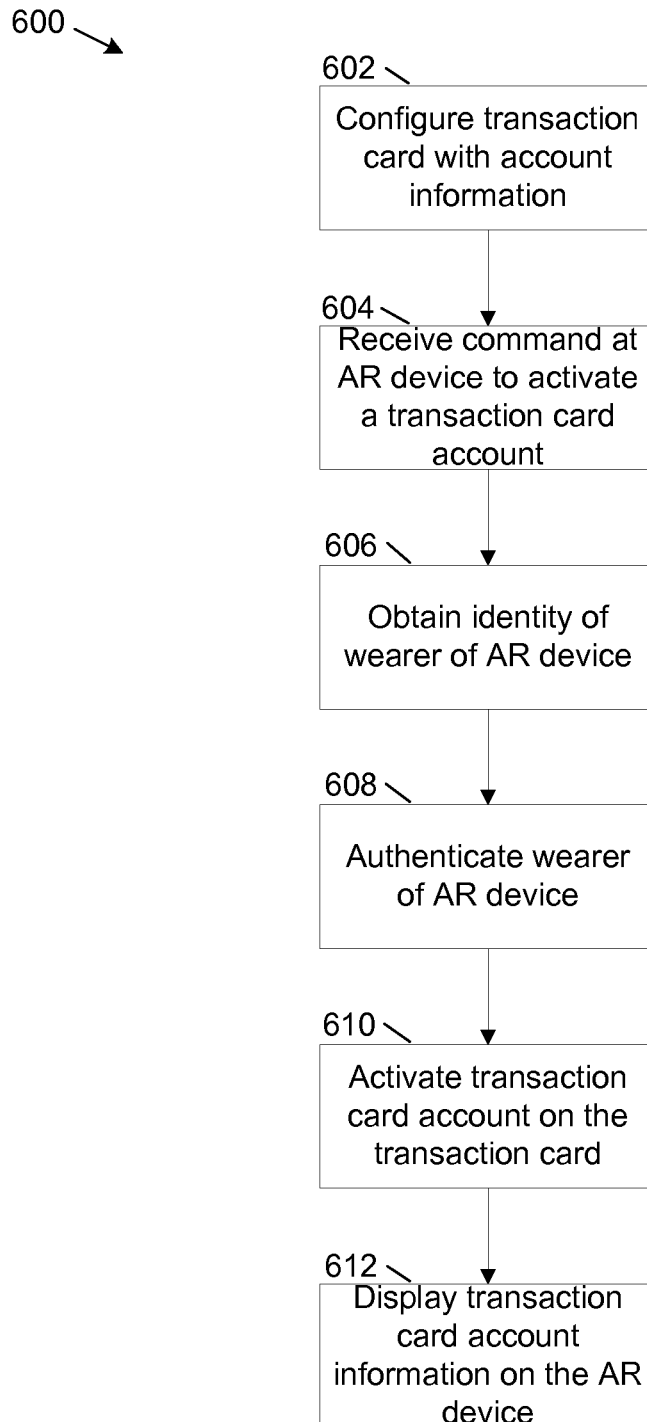 600
602
Configure transaction
card with account
information
604
Receive command at
AR device to activate
a transaction card
account
606
Obtain identity of
wearer of AR device
608
Authenticate wearer
of AR device
610
Activate transaction
card account on the
transaction card
612
Display transaction
card account
information on the AR
device